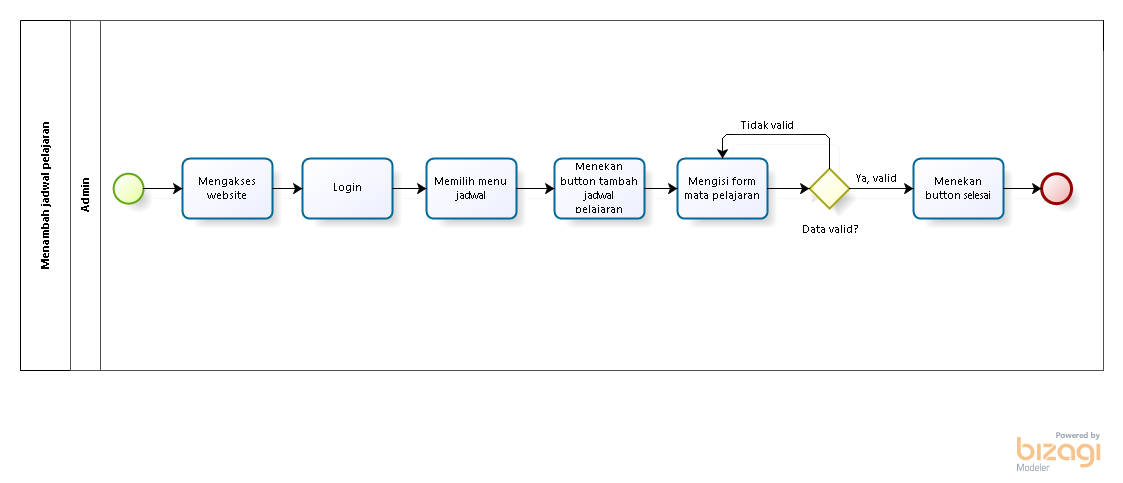 Menambah jadwal pelajaran
Admin
Mengakses
website
Login
Memilih menu
jadwal
Menekan
button tambah
jadwal
pelajaran
Mengisi form
mata pelajaran
Tidak valid
Data valid?
Ya, valid
Menekan
button selesai
Powered by
bizagi
Modeler